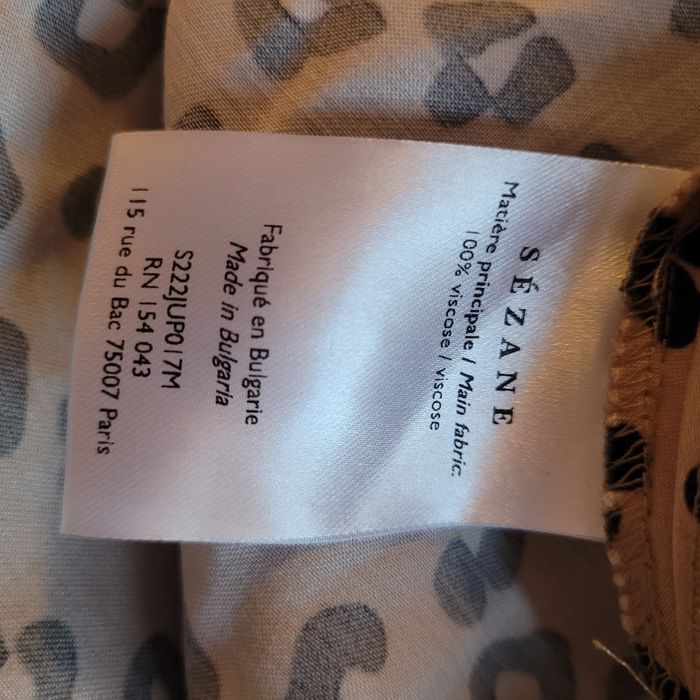 SÉZANE
Matière principale / Main fabric:
100% viscose / viscose
Fabriqué en Bulgarie
Made in Bulgaria
S222JUP017M
RN 154 043
115 rue du Bac 75007 Paris